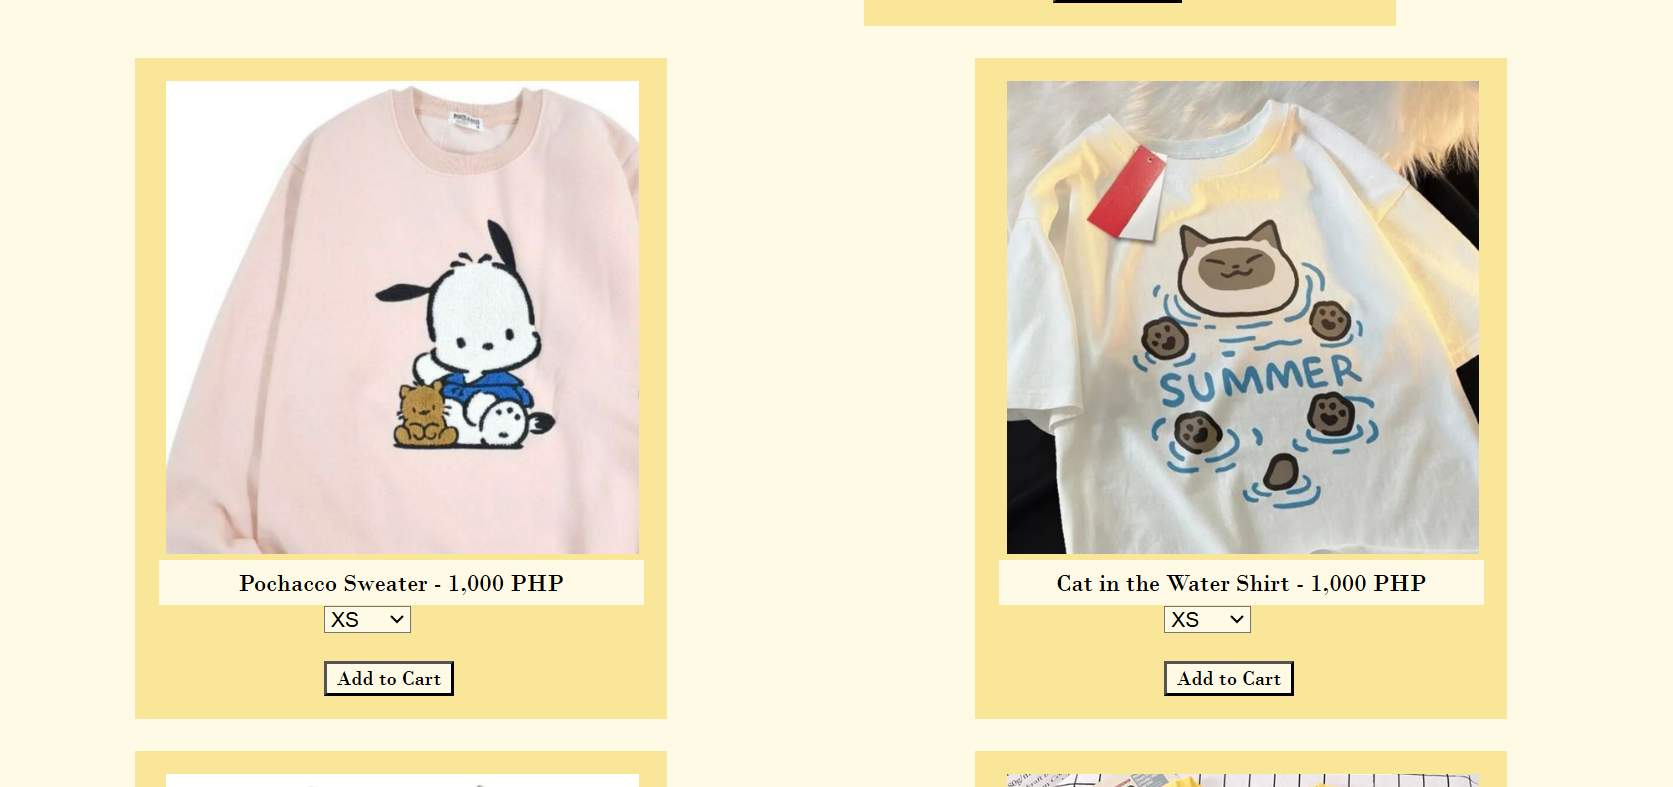 Pochacco Sweater - 1,000 PHP
XS
Add to Cart
SUMMER
Cat in the Water Shirt - 1,000 PHP
XS
Add to Cart